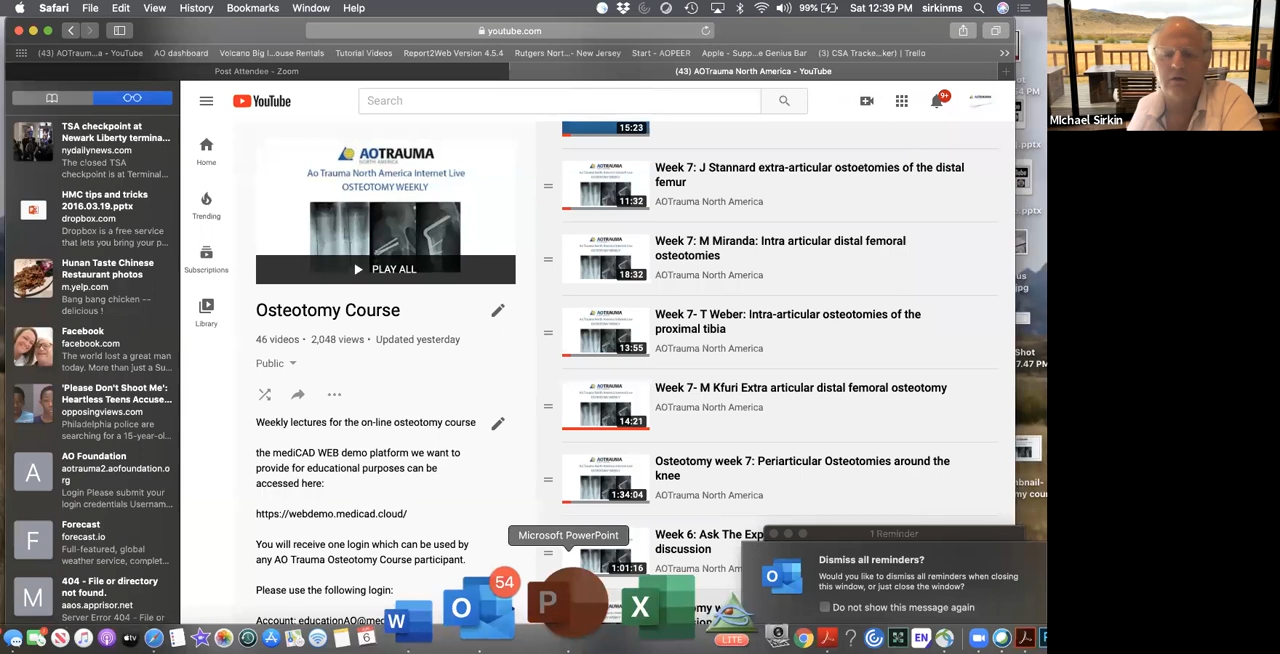 Safari File Edit View History Bookmarks Window Help
99% Sat 12:39 PM sirkinms
youtube.com
(43) AOTraum... a - YouTube AO dashboard Volcano Big I...ouse Rentals Tutorial Videos Report2Web Version 4.5.4 Rutgers Nort...- New Jersey Start - AOPEER Apple - Supp...e Genius Bar (3) CSA Tracke...ker) | Trello
Post Attendee - Zoom
(43) AOTrauma North America - YouTube
TSA checkpoint at
Newark Liberty termina...
nydailynews.com
The closed TSA
checkpoint is at Terminal...
HMC tips and tricks
2016.03.19.pptx
dropbox.com
Dropbox is a free service
that lets you bring your p...
Hunan Taste Chinese
Restaurant photos
m.yelp.com
Bang bang chicken --
delicious !
Facebook
facebook.com
The world lost a great man
today. More than just a Su...
'Please Don't Shoot Me':
Heartless Teens Accuse...
opposingviews.com
Philadelphia police are
searching for a 15-year-ol...
A
AO Foundation
aotrauma2.aofoundation.o
rg
Login Please submit your
login credentials Usernam...
F
Forecast
forecast.io
Full-featured, global
weather service, complet...
M
404 - File or directory
not found.
aaos.apprisor.net
Server Error 404 - File or
YouTube
Search
9+
Home
Trending
Subscriptions
Library
AOTRAUMA
NORTH AMERICA
Ao Trauma North America Internet Live
OSTEOTOMY WEEKLY
PLAY ALL
Osteotomy Course
46 videos • 2,048 views • Updated yesterday
Public
Weekly lectures for the on-line osteotomy course
the mediCAD WEB demo platform we want to
provide for educational purposes can be
accessed here:
https://webdemo.medicad.cloud/
You will receive one login which can be used by
any AO Trauma Osteotomy Course participant.
Please use the following login:
Account: educationAO@med
15:23
Week 7: J Stannard extra-articular ostoetomies of the distal
femur
AOTrauma North America
11:32
Week 7: M Miranda: Intra articular distal femoral
osteotomies
AOTrauma North America
18:32
Week 7- T Weber: Intra-articular osteotomies of the
proximal tibia
AOTrauma North America
13:55
Week 7- M Kfuri Extra articular distal femoral osteotomy
AOTrauma North America
14:21
Osteotomy week 7: Periarticular Osteotomies around the
knee
AOTrauma North America
1:34:04
Week 6: Ask The Exp
discussion
1:01:16
Microsoft PowerPoint
1 Reminder
Dismiss all reminders?
Would you like to dismiss all reminders when closing
this window, or just close the window?
Do not show this message again
W
O
54
P
X
LITE
EN
6
MIchael Sirkin
.pptx
jpg
Shot
7.47 PM